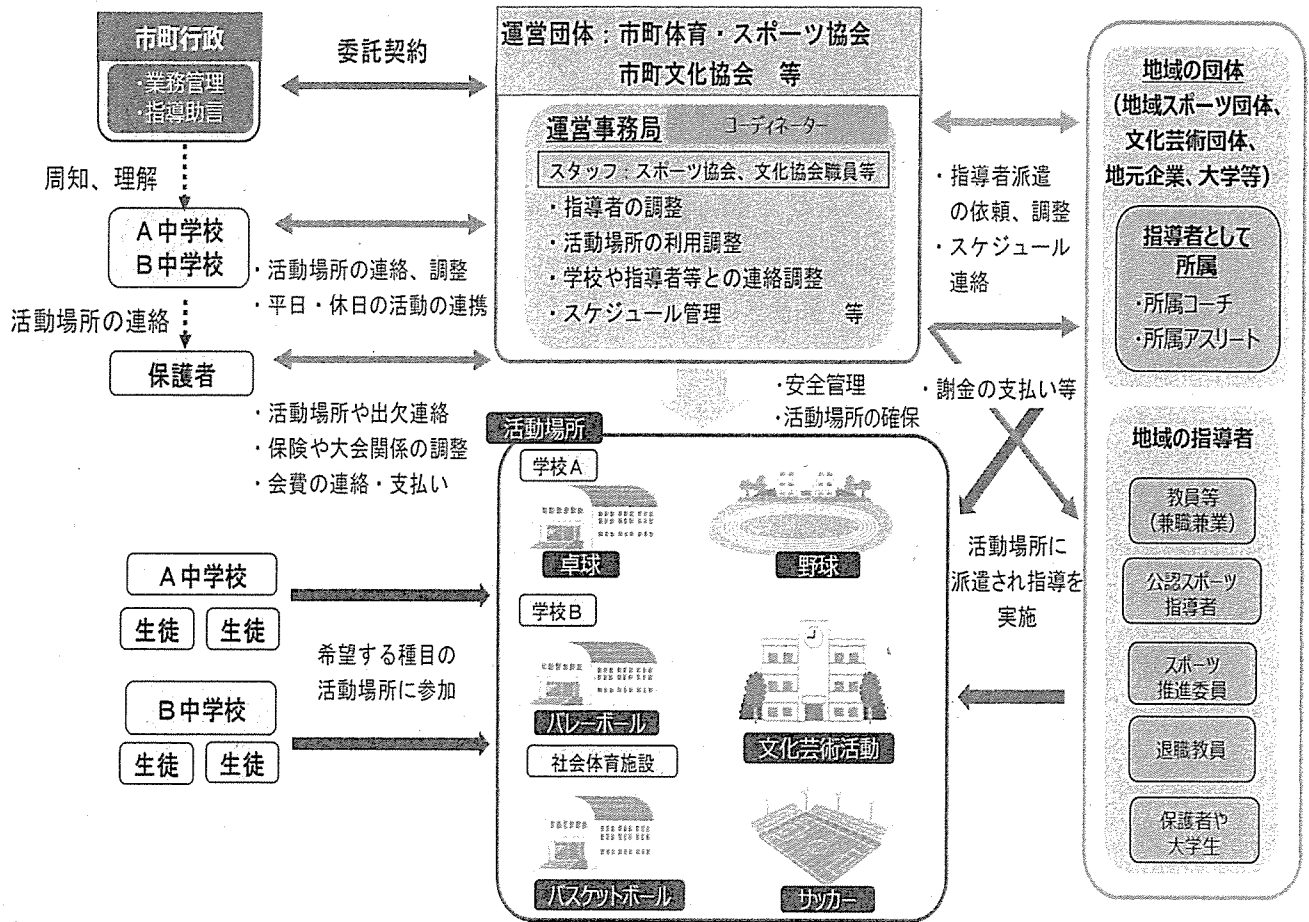 市町行政
・業務管理
・指導助言
委託契約
運営団体：市町体育・スポーツ協会
市町文化協会　等
運営事務局
コーディネーター
スタッフ：スポーツ協会、文化協会職員等
・指導者の調整
・活動場所の利用調整
・学校や指導者等との連絡調整
・スケジュール管理　　　　等
周知、理解
A中学校
B中学校
・活動場所の連絡、調整
・平日・休日の活動の連携
活動場所の連絡
保護者
・活動場所や出欠連絡
・保険や大会関係の調整
・会費の連絡・支払い
・指導者派遣
の依頼、調整
・スケジュール
連絡
地域の団体
（地域スポーツ団体、
文化芸術団体、
地元企業、大学等）
指導者として
所属
・所属コーチ
・所属アスリート
・安全管理
・活動場所の確保
・謝金の支払い等
活動場所
学校A
卓球
野球
学校B
バレーボール
文化芸術活動
社会体育施設
バスケットボール
サッカー
A中学校
生徒
生徒
B中学校
生徒
生徒
希望する種目の
活動場所に参加
活動場所に
派遣され指導を
実施
地域の指導者
教員等
（兼職兼業）
公認スポーツ
指導者
スポーツ
推進委員
退職教員
保護者や
大学生